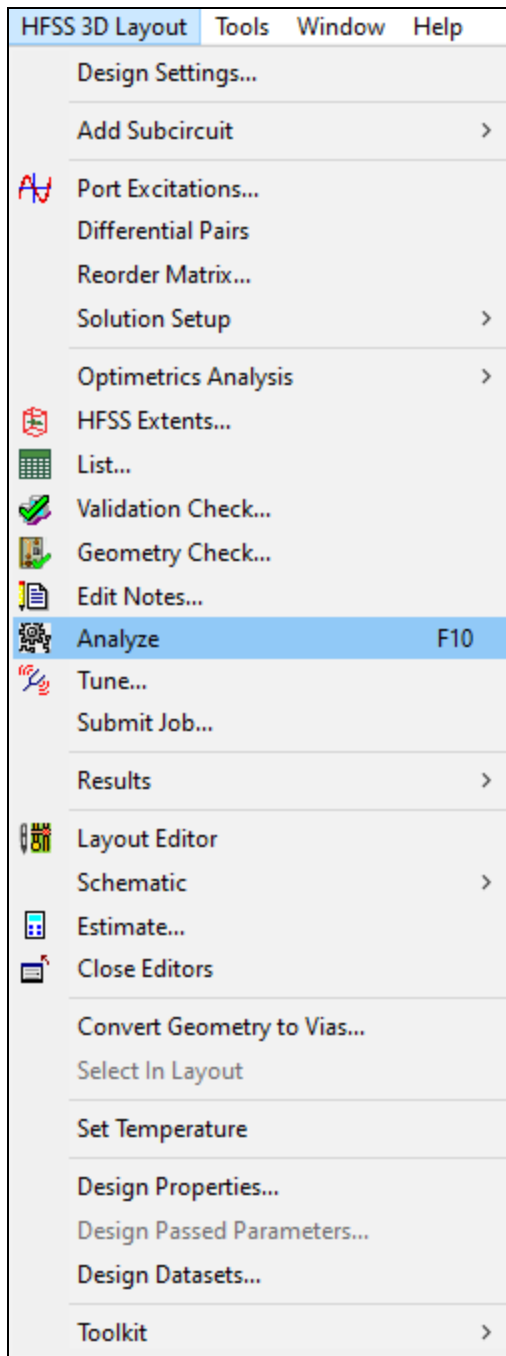 HFSS 3D Layout Tools Window Help
Design Settings...
Add Subcircuit
Port Excitations...
Differential Pairs
Reorder Matrix...
Solution Setup
Optimetrics Analysis
HFSS Extents...
List...
Validation Check...
Geometry Check...
Edit Notes...
Analyze F10
Tune...
Submit Job...
Results
Layout Editor
Schematic
Estimate...
Close Editors
Convert Geometry to Vias...
Select In Layout
Set Temperature
Design Properties...
Design Passed Parameters...
Design Datasets...
Toolkit